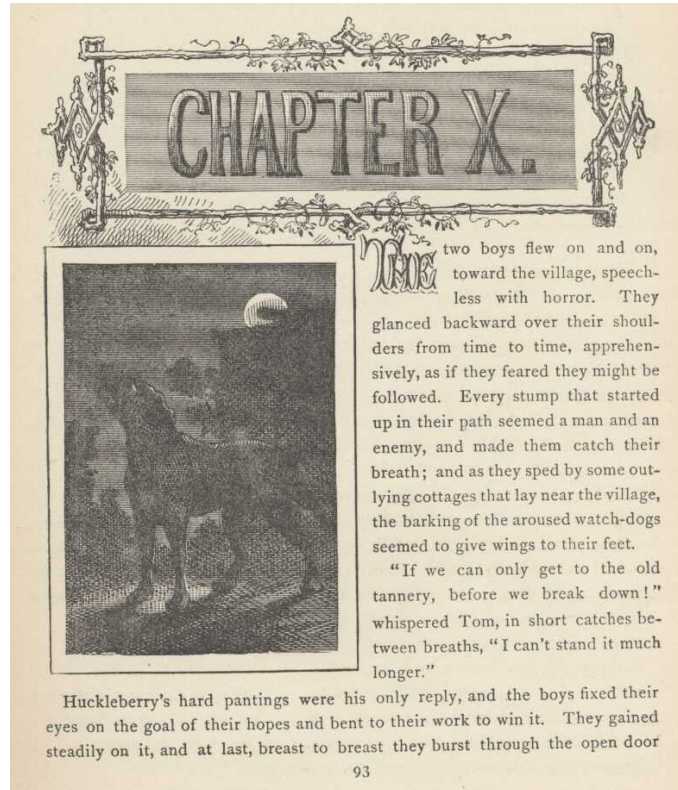 CHAPTER X.
THE two boys flew on and on,
toward the village, speech-
less with horror. They
glanced backward over their shoul-
ders from time to time, apprehen-
sively, as if they feared they might be
followed. Every stump that started
up in their path seemed a man and an
enemy, and made them catch their
breath; and as they sped by some out-
lying cottages that lay near the village,
the barking of the aroused watch-dogs
seemed to give wings to their feet.
"If we can only get to the old
tannery, before we break down!"
whispered Tom, in short catches be-
tween breaths, "I can't stand it much
longer."
Huckleberry's hard pantings were his only reply, and the boys fixed their
eyes on the goal of their hopes and bent to their work to win it. They gained
steadily on it, and at last, breast to breast they burst through the open door
93